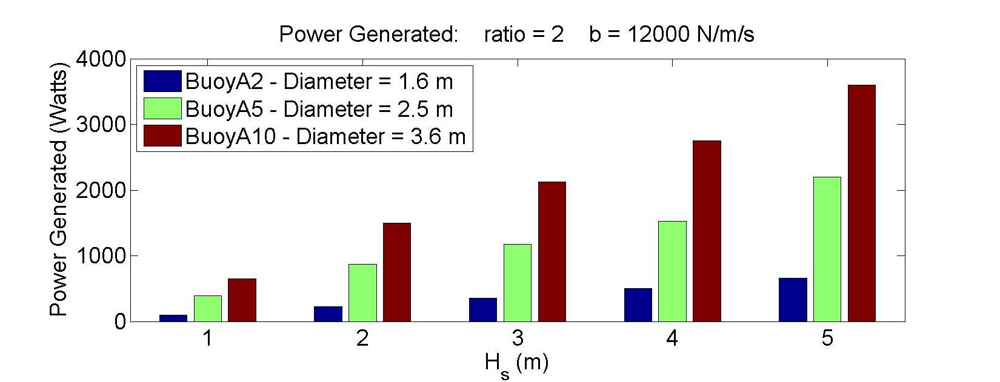 Power Generated: ratio = 2 b = 12000 N/m/s
Power Generated (Watts)
4000
3000
2000
1000
0
BuoyA2 - Diameter = 1.6 m
BuoyA5 - Diameter = 2.5 m
BuoyA10 - Diameter = 3.6 m
1 2 3 4 5
Hs (m)